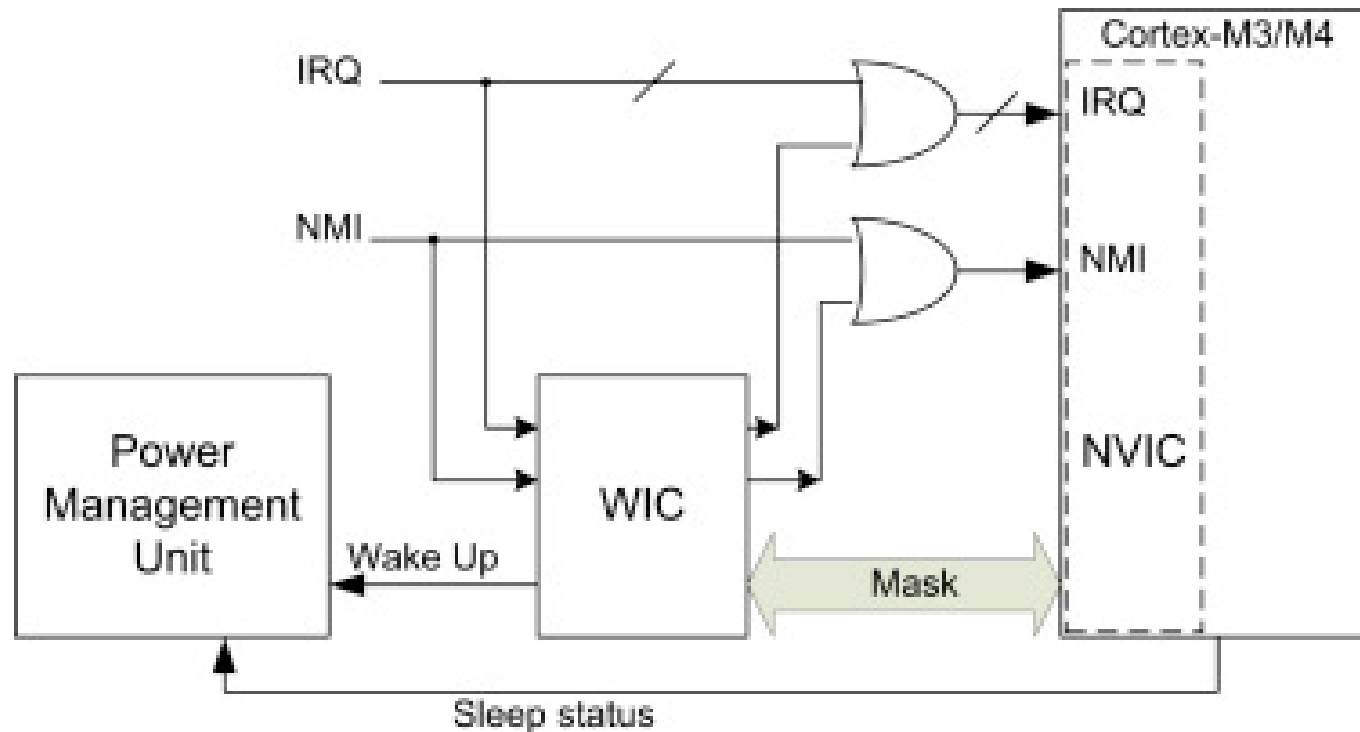 Cortex-M3/M4
IRQ
IRQ
NMI
NMI
Power
Management
Unit
WIC
NVIC
Wake Up
Mask
Sleep status